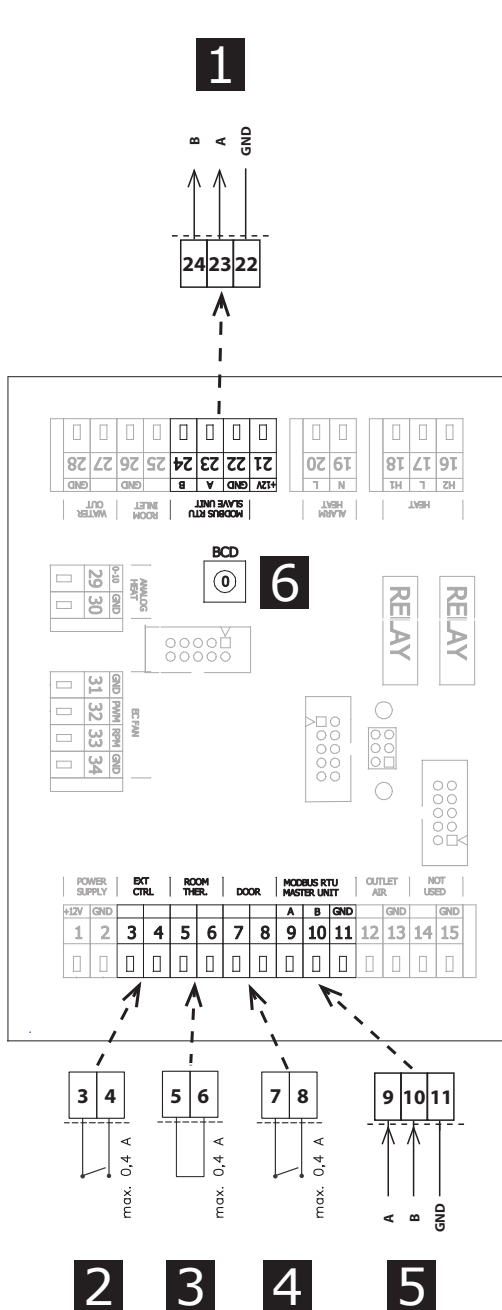 1
B A GND
24 23 22
28 27 26 25 24 23 22 21 20 19 18 17 16
GND GND B A GND +12V L N H1 L H2
WATER OUT
ROOM INLET
MODBUS RTU SLAVE UNIT
ALARM HEAT
HEAT
BCD
0
6
29 0-10
30 GND
ANALOG HEAT
RELAY RELAY
31 GND
32 PWM
33 RPM
34 GND
EC FAN
POWER SUPPLY
EXT CTRL
ROOM THER.
DOOR
MODBUS RTU MASTER UNIT
OUTLET AIR
NOT USED
+12V GND A B GND GND GND
1 2 3 4 5 6 7 8 9 10 11 12 13 14 15
3 4
max. 0,4 A
5 6
max. 0,4 A
7 8
max. 0,4 A
9 10 11
A B GND
2 3 4 5